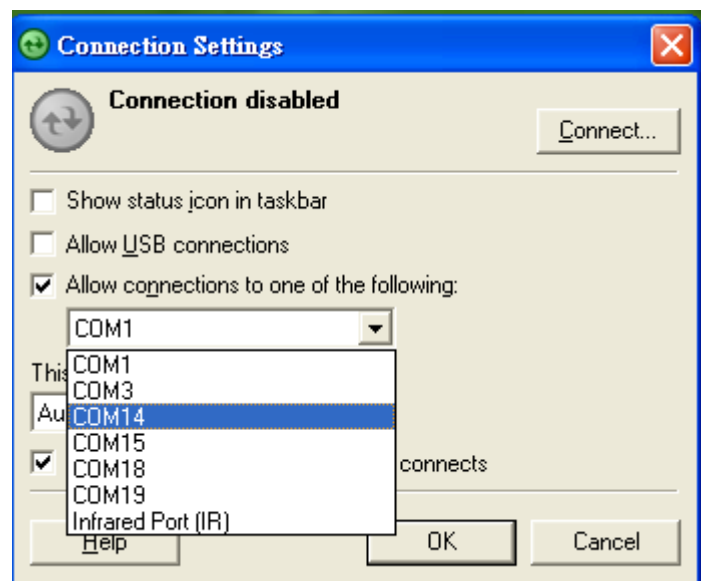 Connection Settings
Connection disabled
Connect...
Show status icon in taskbar
Allow USB connections
Allow connections to one of the following:
COM1
COM1
This
COM3
Au
COM14
COM15
COM18
connects
COM19
Infrared Port (IR)
Help
OK
Cancel